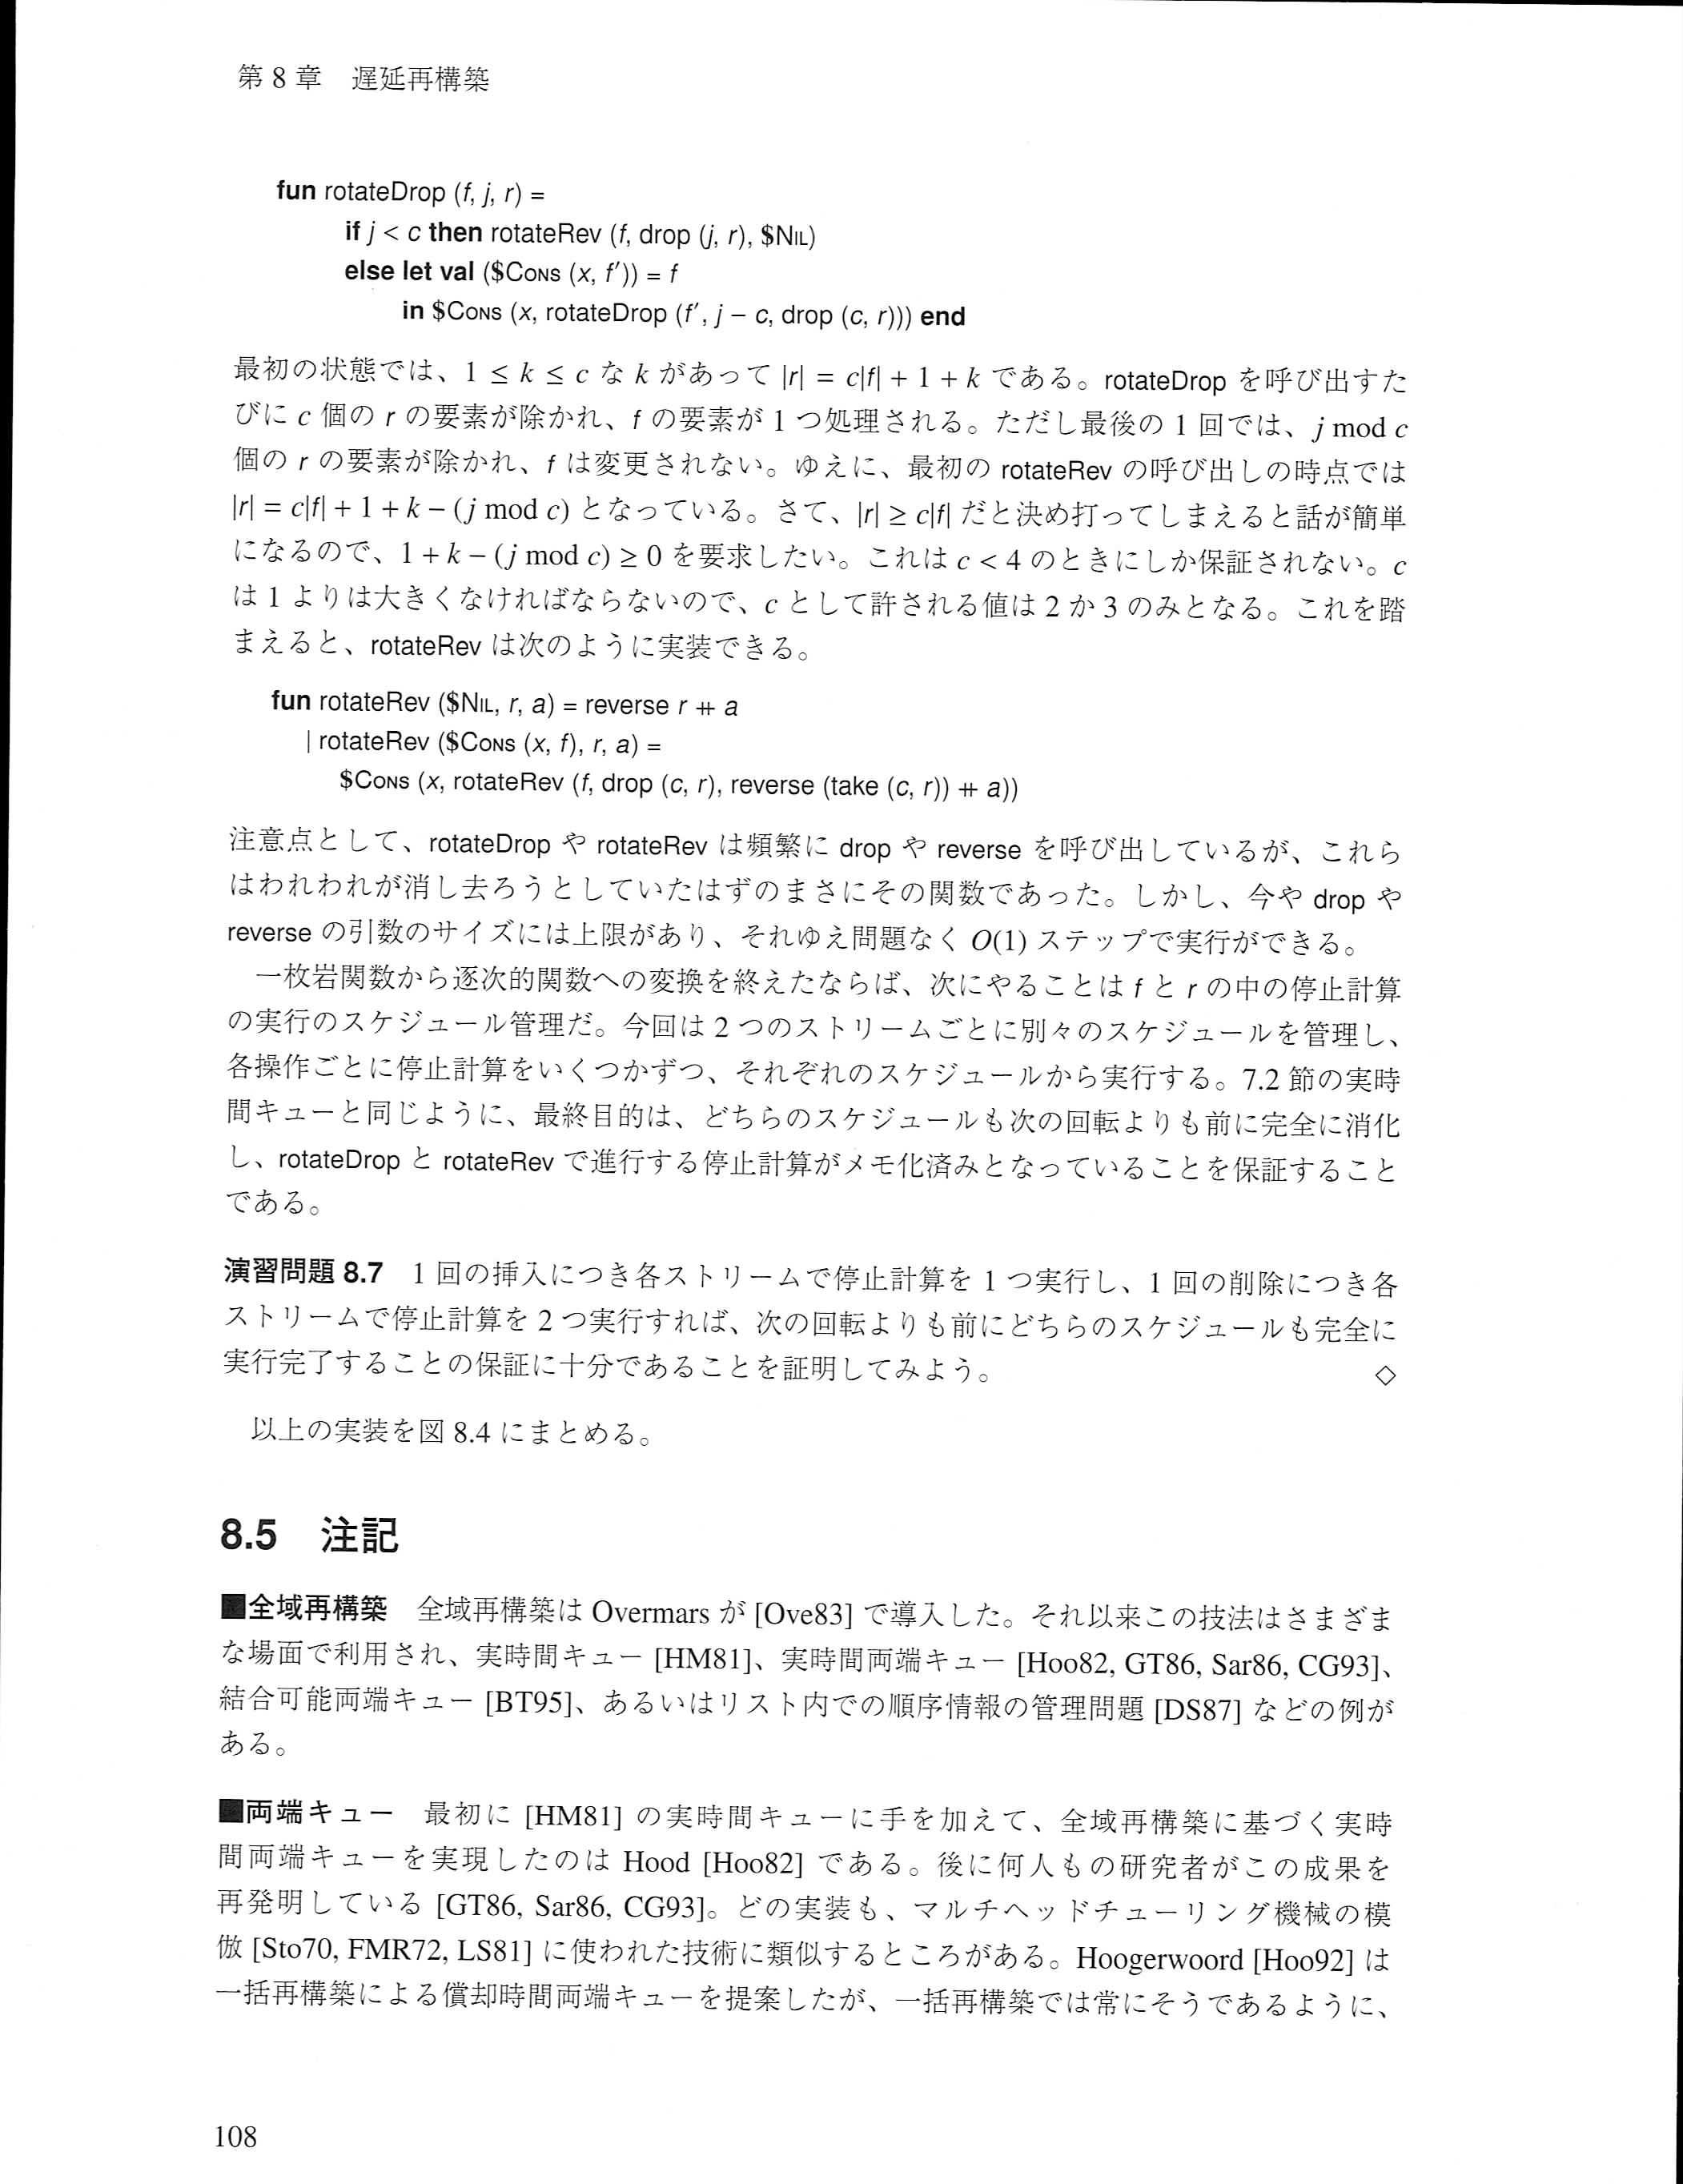 第 8 章　遅延再構築
fun rotateDrop (f, j, r) =
if j < c then rotateRev (f, drop (j, r), $NIL)
else let val ($CONS (x, f′)) = f
in $CONS (x, rotateDrop (f′, j − c, drop (c, r))) end
最初の状態では、1 ≤ k ≤ c な k があって |r| = c|f| + 1 + k である。rotateDrop を呼び出すた
びに c 個の r の要素が除かれ、f の要素が 1 つ処理される。ただし最後の 1 回では、j mod c
個の r の要素が除かれ、f は変更されない。ゆえに、最初の rotateRev の呼び出しの時点では
|r| = c|f| + 1 + k − (j mod c) となっている。さて、|r| ≥ c|f| だと決め打ってしまえると話が簡単
になるので、1 + k − (j mod c) ≥ 0 を要求したい。これは c < 4 のときにしか保証されない。c
は 1 よりは大きくなければならないので、c として許される値は 2 か 3 のみとなる。これを踏
まえると、rotateRev は次のように実装できる。
fun rotateRev ($NIL, r, a) = reverse r ⧺ a
| rotateRev ($CONS (x, f), r, a) =
$CONS (x, rotateRev (f, drop (c, r), reverse (take (c, r)) ⧺ a))
注意点として、rotateDrop や rotateRev は頻繁に drop や reverse を呼び出しているが、これら
はわれわれが消し去ろうとしていたはずのまさにその関数であった。しかし、今や drop や
reverse の引数のサイズには上限があり、それゆえ問題なく O(1) ステップで実行ができる。
一枚岩関数から逐次的関数への変換を終えたならば、次にやることは f と r の中の停止計算
の実行のスケジュール管理だ。今回は 2 つのストリームごとに別々のスケジュールを管理し、
各操作ごとに停止計算をいくつかずつ、それぞれのスケジュールから実行する。7.2 節の実時
間キューと同じように、最終目的は、どちらのスケジュールも次の回転よりも前に完全に消化
し、rotateDrop と rotateRev で進行する停止計算がメモ化済みとなっていることを保証すること
である。
演習問題 8.7　1 回の挿入につき各ストリームで停止計算を 1 つ実行し、1 回の削除につき各
ストリームで停止計算を 2 つ実行すれば、次の回転よりも前にどちらのスケジュールも完全に
実行完了することの保証に十分であることを証明してみよう。 ◇
以上の実装を図 8.4 にまとめる。
8.5　注記
■全域再構築　全域再構築は Overmars が [Ove83] で導入した。それ以来この技法はさまざま
な場面で利用され、実時間キュー [HM81]、実時間両端キュー [Hoo82, GT86, Sar86, CG93]、
結合可能両端キュー [BT95]、あるいはリスト内での順序情報の管理問題 [DS87] などの例が
ある。
■両端キュー　最初に [HM81] の実時間キューに手を加えて、全域再構築に基づく実時
間両端キューを実現したのは Hood [Hoo82] である。後に何人もの研究者がこの成果を
再発明している [GT86, Sar86, CG93]。どの実装も、マルチヘッドチューリング機械の模
倣 [Sto70, FMR72, LS81] に使われた技術に類似するところがある。Hoogerwoord [Hoo92] は
一括再構築による償却時間両端キューを提案したが、一括再構築では常にそうであるように、
108